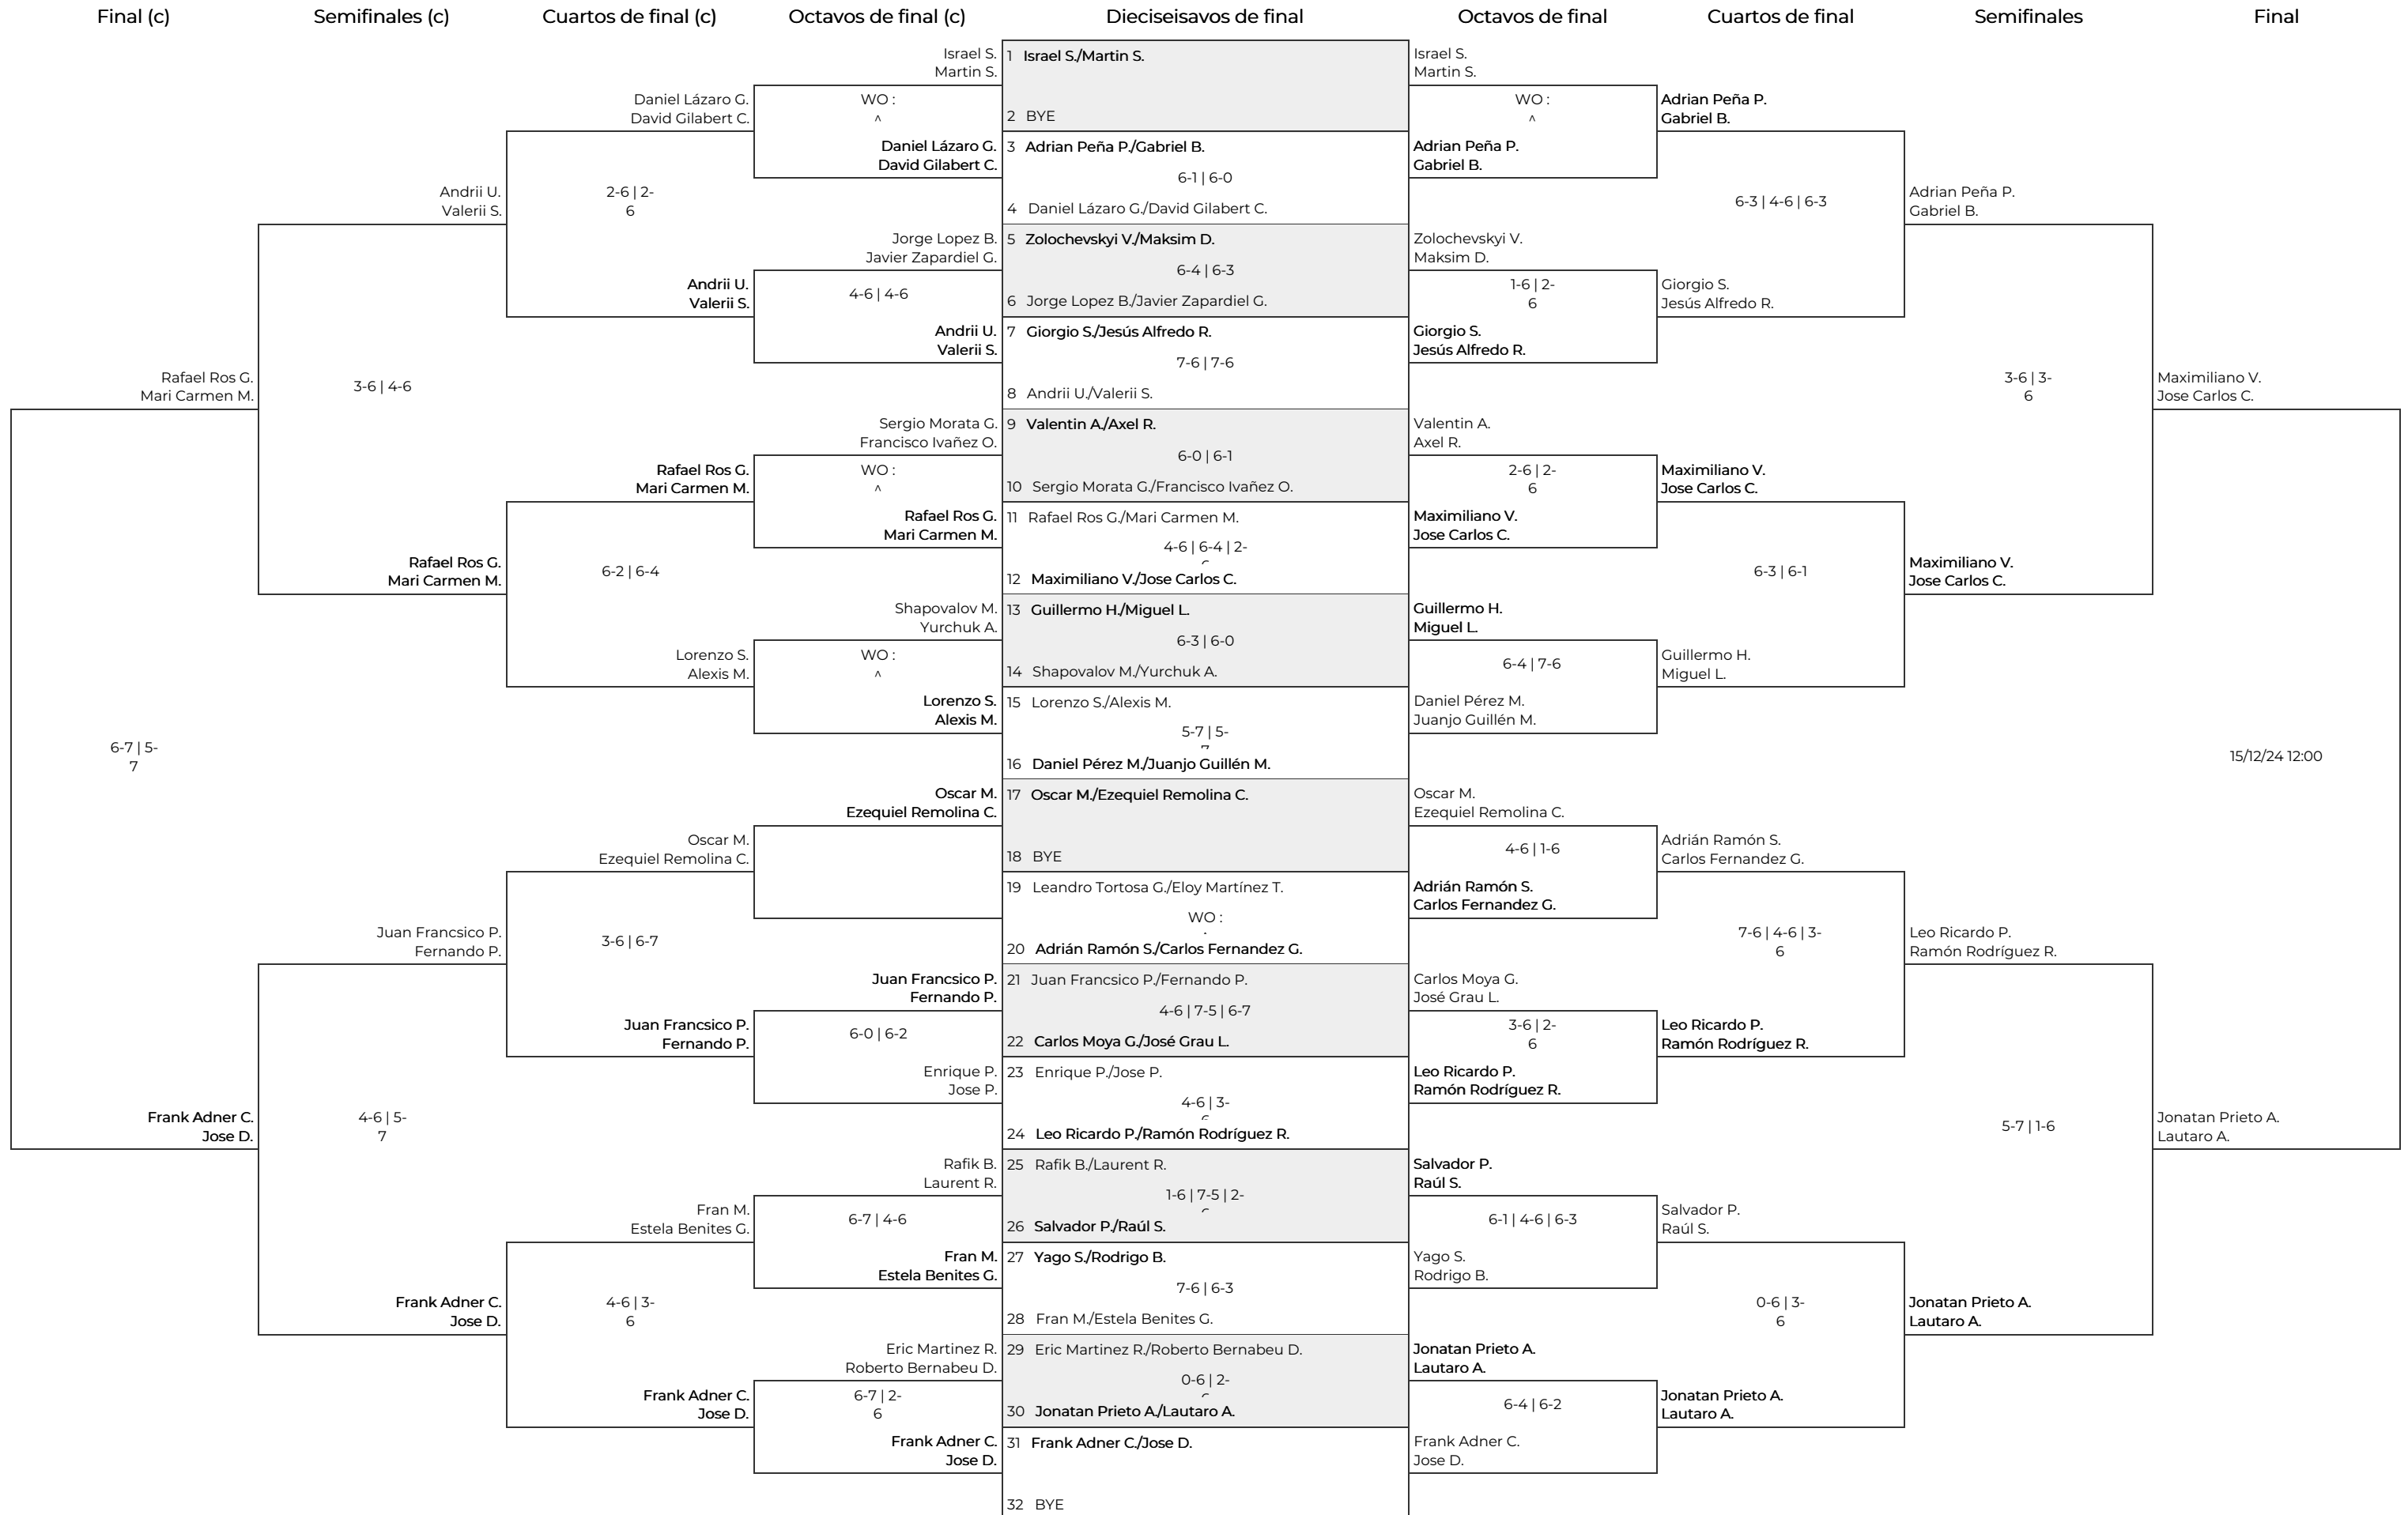 Final (c)
Semifinales (c)
Cuartos de final (c)
Octavos de final (c)
Dieciseisavos de final
Octavos de final
Cuartos de final
Semifinales
Final
Rafael Ros G.
Mari Carmen M.
6-7 | 5-
7
Frank Adner C.
Jose D.
Andrii U.
Valerii S.
3-6 | 4-6
Rafael Ros G.
Mari Carmen M.
Juan Francsico P.
Fernando P.
4-6 | 5-
7
Frank Adner C.
Jose D.
Daniel Lázaro G.
David Gilabert C.
2-6 | 2-
6
Andrii U.
Valerii S.
Rafael Ros G.
Mari Carmen M.
6-2 | 6-4
Lorenzo S.
Alexis M.
Oscar M.
Ezequiel Remolina C.
3-6 | 6-7
Juan Francsico P.
Fernando P.
Fran M.
Estela Benites G.
4-6 | 3-
6
Frank Adner C.
Jose D.
Israel S.
Martin S.
WO :
^
Daniel Lázaro G.
David Gilabert C.
Jorge Lopez B.
Javier Zapardiel G.
4-6 | 4-6
Andrii U.
Valerii S.
Sergio Morata G.
Francisco Ivañez O.
WO :
^
Rafael Ros G.
Mari Carmen M.
Shapovalov M.
Yurchuk A.
WO :
^
Lorenzo S.
Alexis M.
Oscar M.
Ezequiel Remolina C.
Juan Francsico P.
Fernando P.
6-0 | 6-2
Enrique P.
Jose P.
Rafik B.
Laurent R.
6-7 | 4-6
Fran M.
Estela Benites G.
Eric Martinez R.
Roberto Bernabeu D.
6-7 | 2-
6
Frank Adner C.
Jose D.
1 Israel S./Martin S.
2 BYE
3 Adrian Peña P./Gabriel B.
6-1 | 6-0
4 Daniel Lázaro G./David Gilabert C.
5 Zolochevskyi V./Maksim D.
6-4 | 6-3
6 Jorge Lopez B./Javier Zapardiel G.
7 Giorgio S./Jesús Alfredo R.
7-6 | 7-6
8 Andrii U./Valerii S.
9 Valentin A./Axel R.
6-0 | 6-1
10 Sergio Morata G./Francisco Ivañez O.
11 Rafael Ros G./Mari Carmen M.
4-6 | 6-4 | 2-
12 Maximiliano V./Jose Carlos C.
13 Guillermo H./Miguel L.
6-3 | 6-0
14 Shapovalov M./Yurchuk A.
15 Lorenzo S./Alexis M.
5-7 | 5-
16 Daniel Pérez M./Juanjo Guillén M.
17 Oscar M./Ezequiel Remolina C.
18 BYE
19 Leandro Tortosa G./Eloy Martínez T.
WO :
20 Adrián Ramón S./Carlos Fernandez G.
21 Juan Francsico P./Fernando P.
4-6 | 7-5 | 6-7
22 Carlos Moya G./José Grau L.
23 Enrique P./Jose P.
4-6 | 3-
24 Leo Ricardo P./Ramón Rodríguez R.
25 Rafik B./Laurent R.
1-6 | 7-5 | 2-
26 Salvador P./Raúl S.
27 Yago S./Rodrigo B.
7-6 | 6-3
28 Fran M./Estela Benites G.
29 Eric Martinez R./Roberto Bernabeu D.
0-6 | 2-
30 Jonatan Prieto A./Lautaro A.
31 Frank Adner C./Jose D.
32 BYE
Israel S.
Martin S.
WO :
^
Adrian Peña P.
Gabriel B.
Zolochevskyi V.
Maksim D.
1-6 | 2-
6
Giorgio S.
Jesús Alfredo R.
Valentin A.
Axel R.
2-6 | 2-
6
Maximiliano V.
Jose Carlos C.
Guillermo H.
Miguel L.
6-4 | 7-6
Daniel Pérez M.
Juanjo Guillén M.
Oscar M.
Ezequiel Remolina C.
4-6 | 1-6
Adrián Ramón S.
Carlos Fernandez G.
Carlos Moya G.
José Grau L.
3-6 | 2-
6
Leo Ricardo P.
Ramón Rodríguez R.
Salvador P.
Raúl S.
6-1 | 4-6 | 6-3
Yago S.
Rodrigo B.
Jonatan Prieto A.
Lautaro A.
6-4 | 6-2
Frank Adner C.
Jose D.
Adrian Peña P.
Gabriel B.
6-3 | 4-6 | 6-3
Giorgio S.
Jesús Alfredo R.
Maximiliano V.
Jose Carlos C.
6-3 | 6-1
Guillermo H.
Miguel L.
Adrián Ramón S.
Carlos Fernandez G.
7-6 | 4-6 | 3-
6
Leo Ricardo P.
Ramón Rodríguez R.
Salvador P.
Raúl S.
0-6 | 3-
6
Jonatan Prieto A.
Lautaro A.
Adrian Peña P.
Gabriel B.
3-6 | 3-
6
Maximiliano V.
Jose Carlos C.
Leo Ricardo P.
Ramón Rodríguez R.
5-7 | 1-6
Jonatan Prieto A.
Lautaro A.
Maximiliano V.
Jose Carlos C.
15/12/24 12:00
Jonatan Prieto A.
Lautaro A.